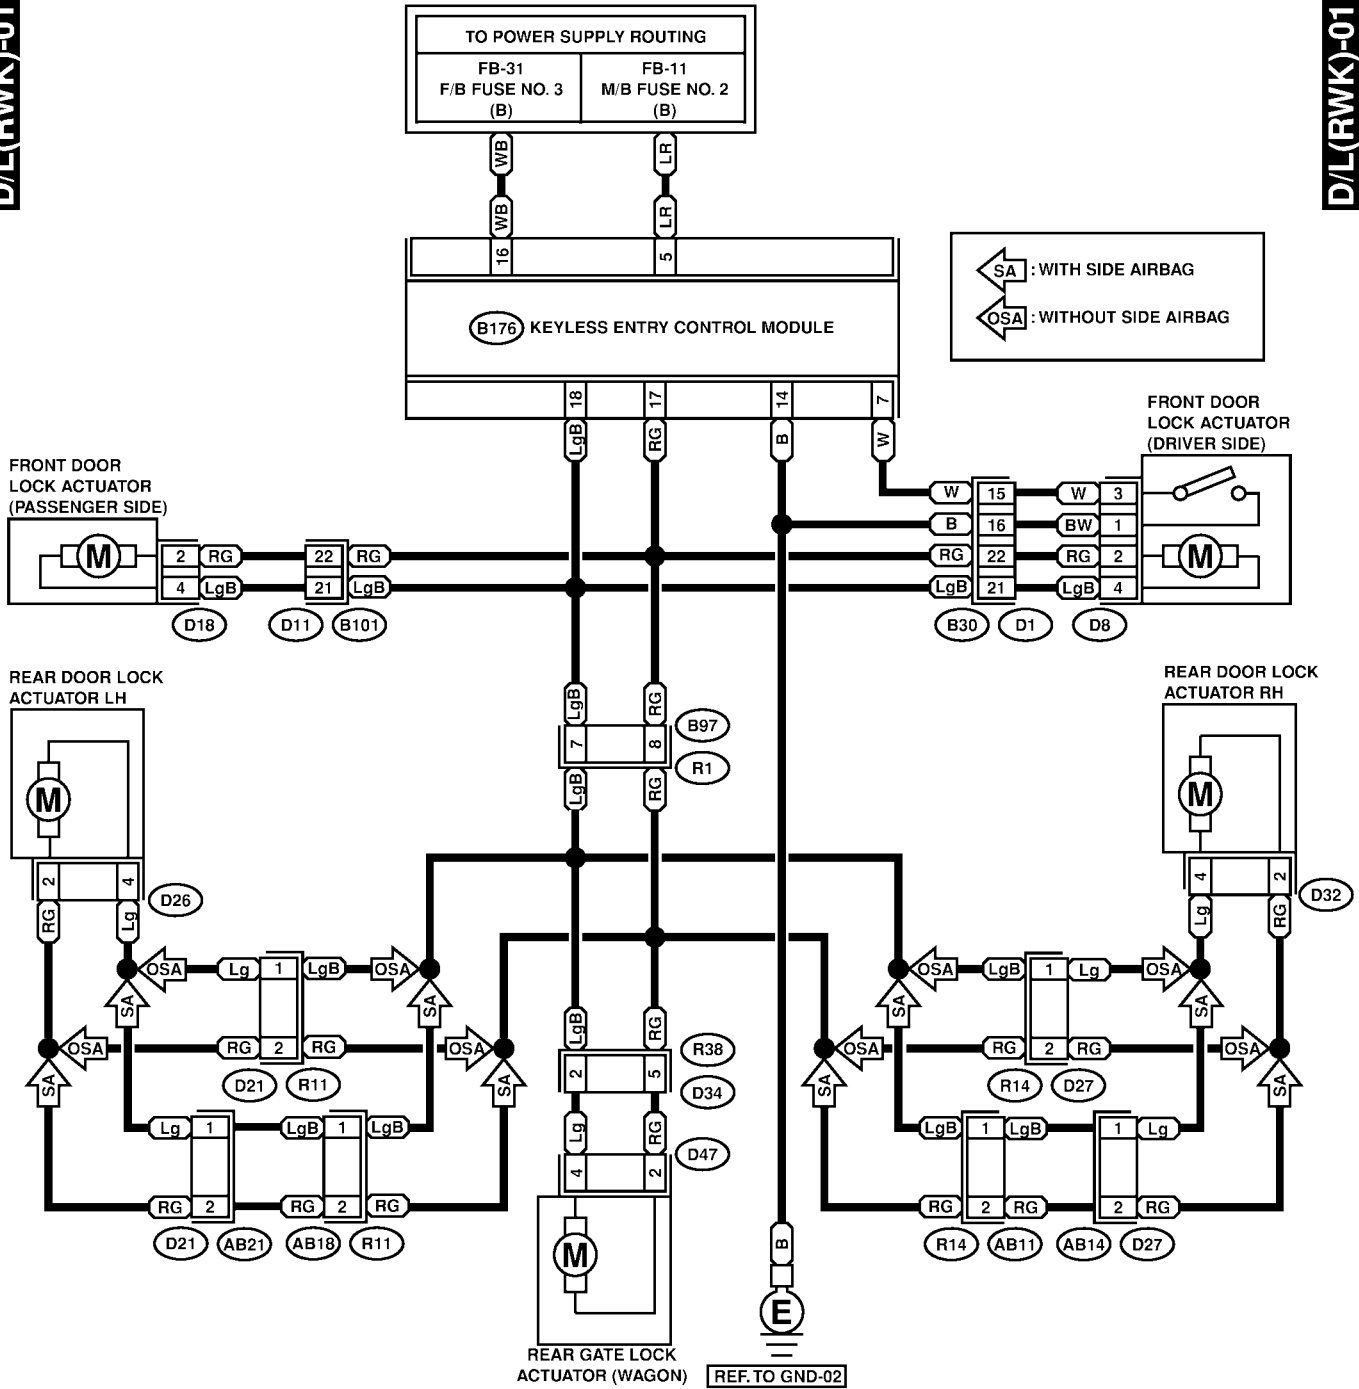 D/L(RWK)-01
D/L(RWK)-01
TO POWER SUPPLY ROUTING
FB-31
F/B FUSE NO. 3
(B)
FB-11
M/B FUSE NO. 2
(B)
WB
LR
WB
LR
16
5
B176 KEYLESS ENTRY CONTROL MODULE
SA : WITH SIDE AIRBAG
OSA : WITHOUT SIDE AIRBAG
18
17
14
7
LgB
RG
B
W
FRONT DOOR
LOCK ACTUATOR
(DRIVER SIDE)
FRONT DOOR
LOCK ACTUATOR
(PASSENGER SIDE)
W 15 W 3
B 16 BW 1
M 2 RG 22 RG RG 22 RG 2 M
4 LgB 21 LgB LgB 21 LgB 4
D18 D11 B101 B30 D1 D8
REAR DOOR LOCK
ACTUATOR LH
REAR DOOR LOCK
ACTUATOR RH
LgB RG
B97
7 8
R1
LgB RG
M
M
2 4
D26
RG Lg
4 2
D32
Lg RG
OSA Lg 1 LgB OSA
OSA LgB 1 Lg OSA
SA SA
SA SA
OSA RG 2 RG OSA
OSA RG 2 RG OSA
LgB RG
R38
2 5
D34
SA SA
SA SA
D21 R11
R14 D27
Lg 1 LgB 1 LgB
Lg RG
LgB 1 LgB 1 Lg
D47
4 2
RG 2 RG 2 RG
RG 2 RG 2 RG
D21 AB21 AB18 R11
R14 AB11 AB14 D27
M
B
E
REAR GATE LOCK
ACTUATOR (WAGON)
REF. TO GND-02